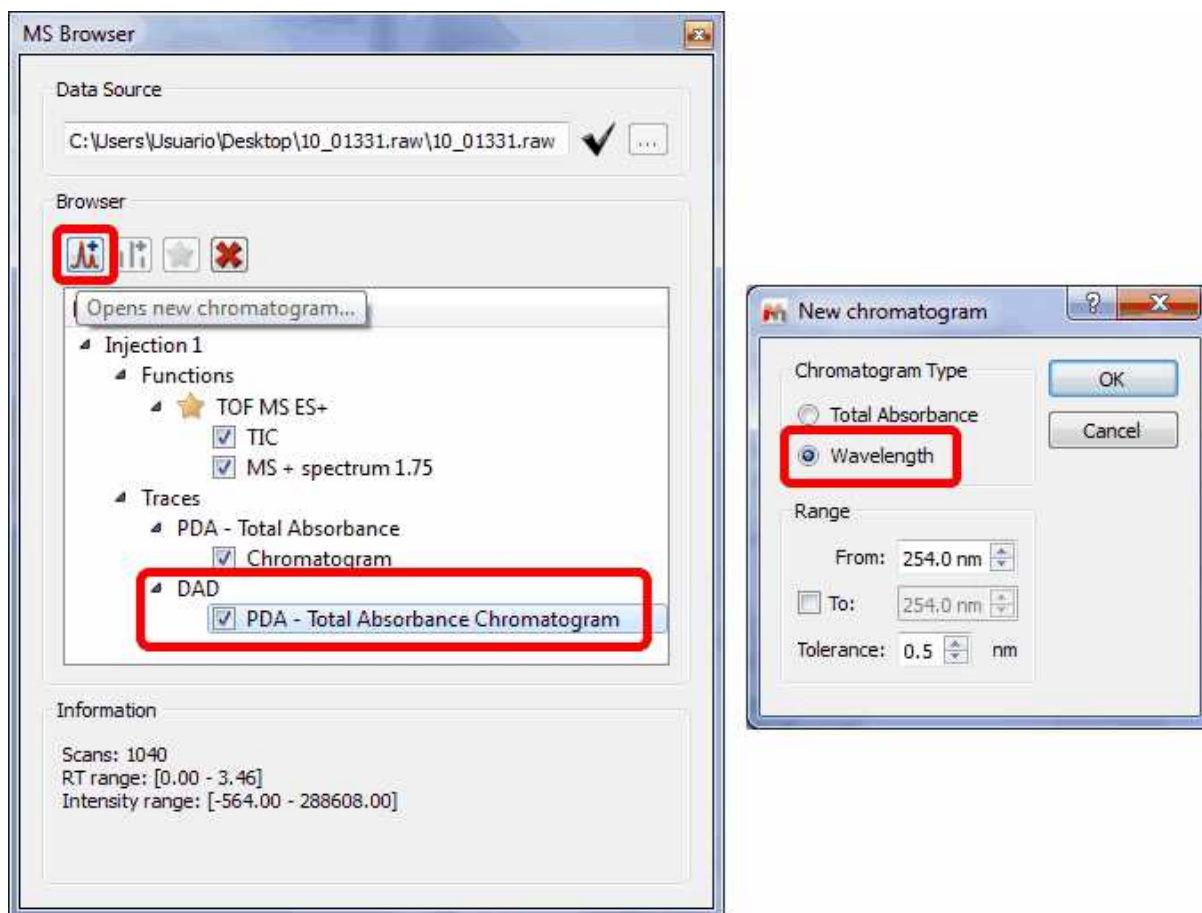 MS Browser
Data Source
C:\Users\Usuario\Desktop\10_01331.raw\10_01331.raw
...
Browser
Opens new chromatogram...
Injection 1
Functions
TOF MS ES+
TIC
MS + spectrum 1.75
Traces
PDA - Total Absorbance
Chromatogram
DAD
PDA - Total Absorbance Chromatogram
Information
Scans: 1040
RT range: [0.00 - 3.46]
Intensity range: [-564.00 - 288608.00]
New chromatogram
?
Chromatogram Type
OK
Total Absorbance
Cancel
Wavelength
Range
From: 254.0 nm
To: 254.0 nm
Tolerance: 0.5 nm